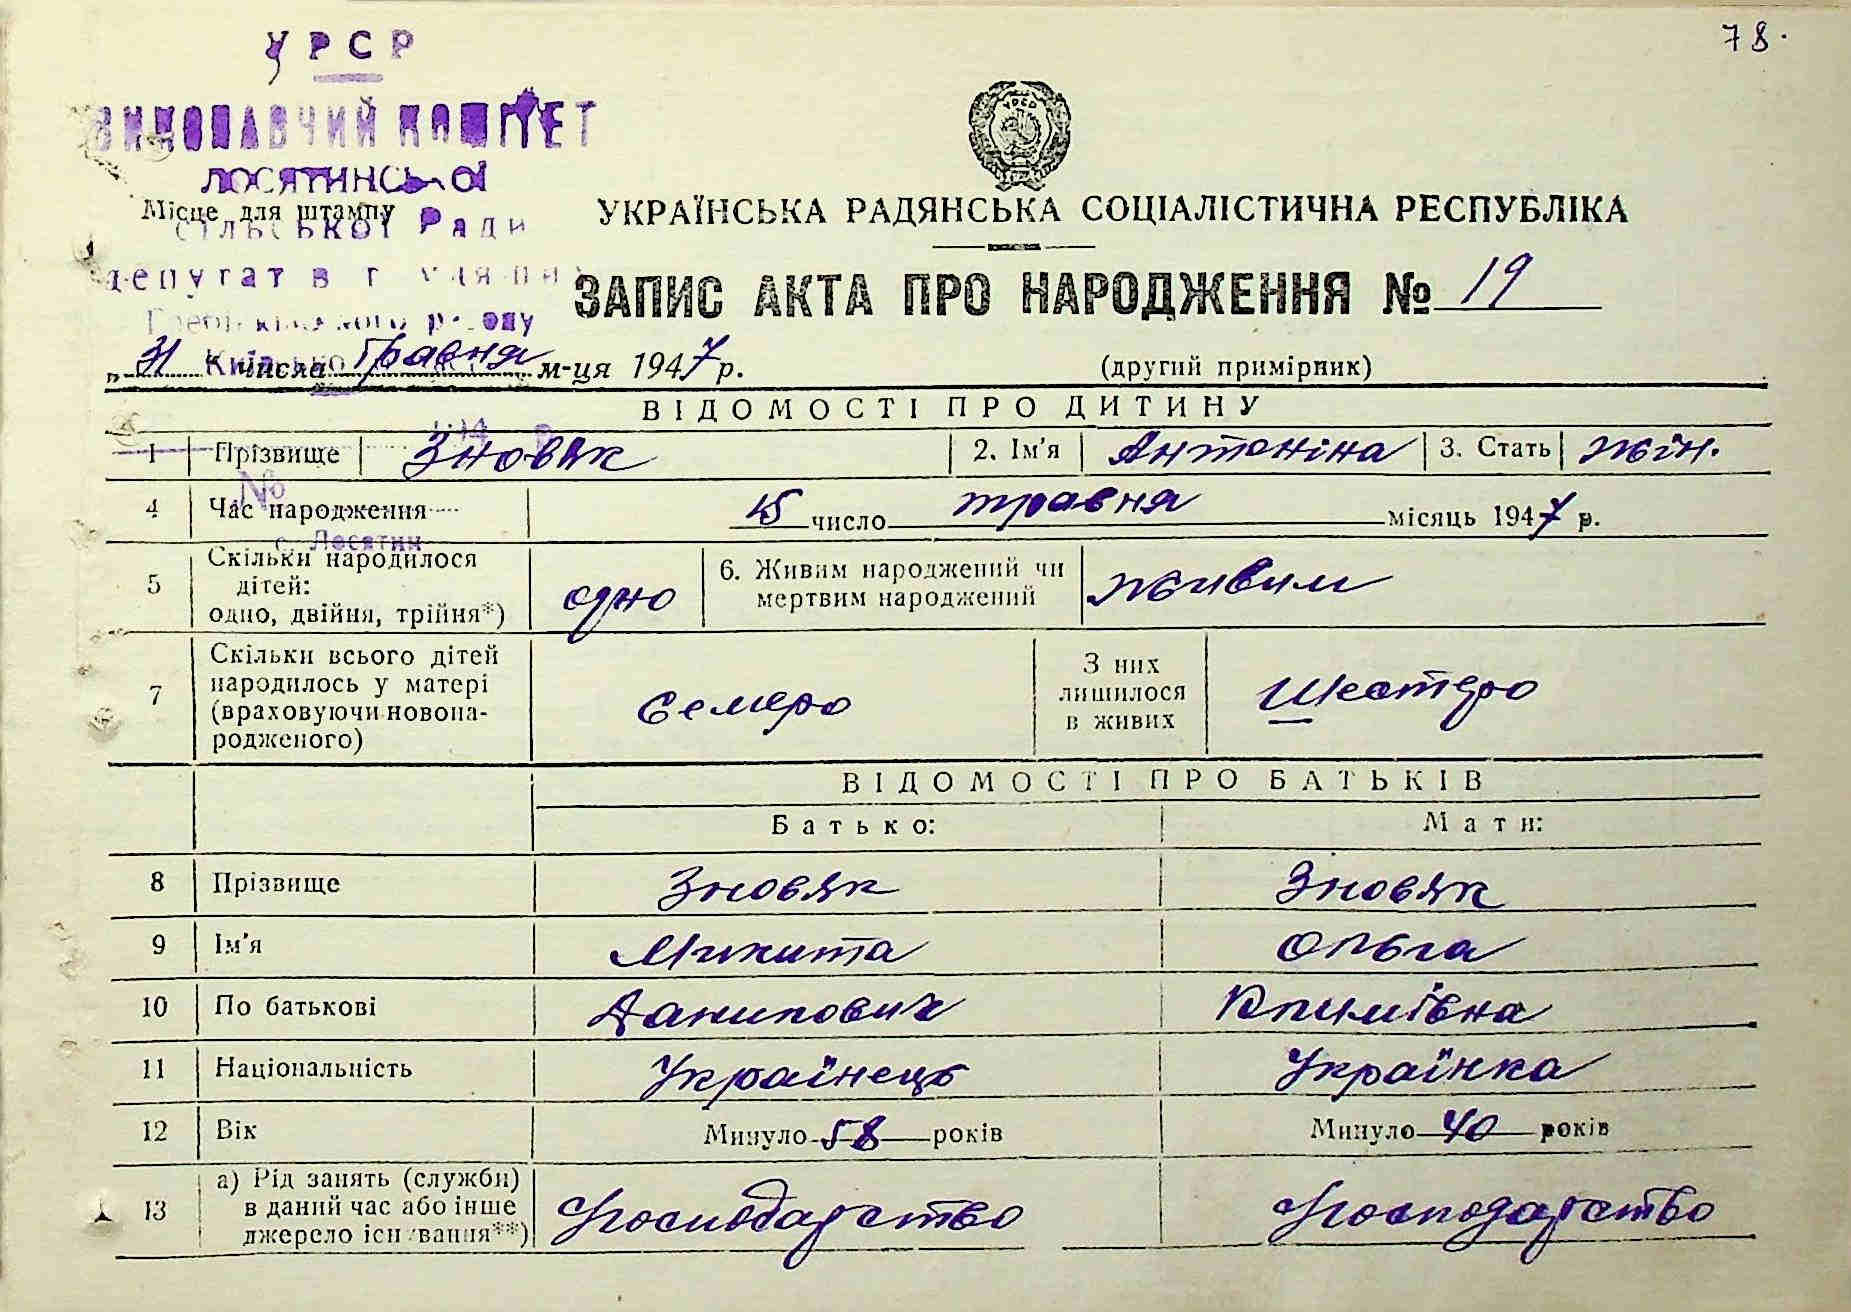 78.
УРСР
ВИКОНАВЧИЙ КОМІТЕТ
ЛОСЯТИНСЬКОЇ
Місце для штампу
сільської Ради
УКРАЇНСЬКА РАДЯНСЬКА СОЦІАЛІСТИЧНА РЕСПУБЛІКА
ЗАПИС АКТА ПРО НАРОДЖЕННЯ № 19
„31“ числа Травня м-ця 1947 р. (другий примірник)
ВІДОМОСТІ ПРО ДИТИНУ
1 Прізвище Зновяк 2. Ім'я Антоніна 3. Стать жін.
№
4 Час народження 15 число травня місяць 1947 р.
с. Лосятин
5 Скільки народилося дітей: одно, двійня, трійня*) одно 6. Живим народжений чи мертвим народжений живим
7 Скільки всього дітей народилось у матері (враховуючи новона-родженого) семеро З них лишилося в живих Шестеро
ВІДОМОСТІ ПРО БАТЬКІВ
Батько: Мати:
8 Прізвище Зновяк Зновяк
9 Ім'я Микита Ольга
10 По батькові Данилович Климівна
11 Національність Українець Українка
12 Вік Минуло 58 років Минуло 40 років
13 а) Рід занять (служби) в даний час або інше джерело існування**) Господарство Господарство